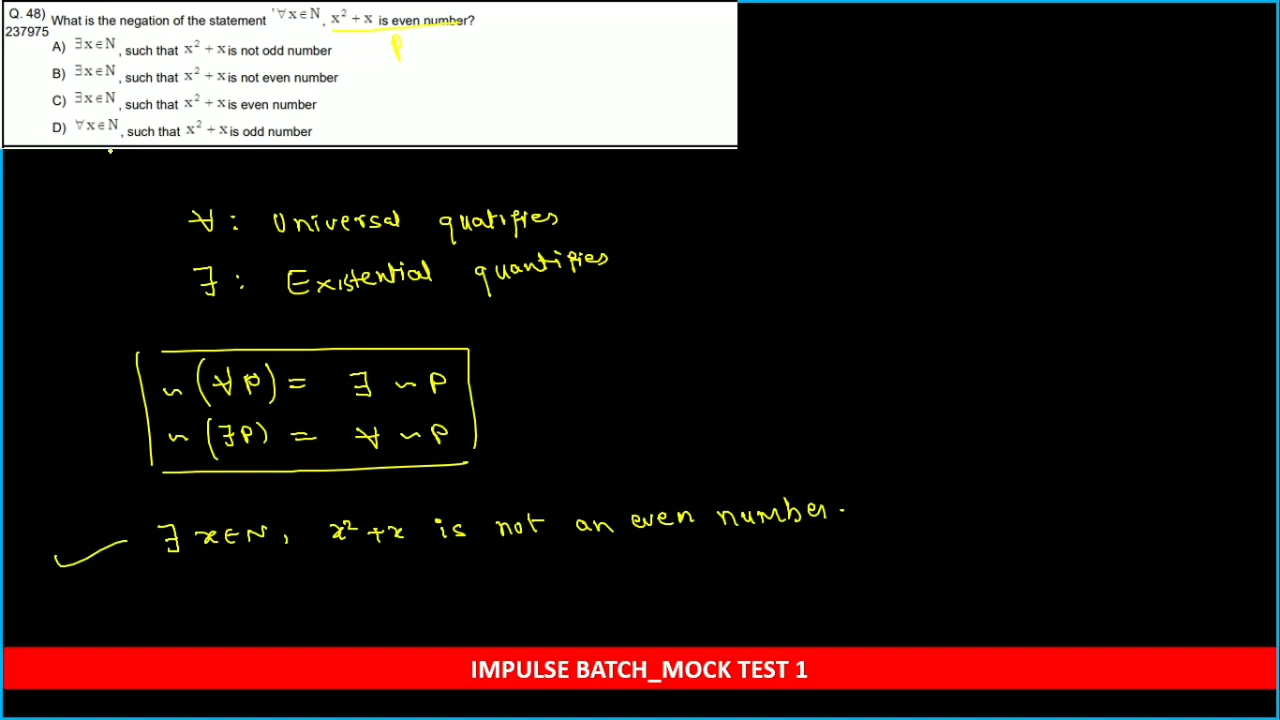 Q. 48) What is the negation of the statement '∀x∈N, x² + x is even number?
237975
p
A) ∃x∈N, such that x² + x is not odd number
B) ∃x∈N, such that x² + x is not even number
C) ∃x∈N, such that x² + x is even number
D) ∀x∈N, such that x² + x is odd number
∀ : Universal quatifies
∃ : Existential quantifies
~(∀p) = ∃ ~p
~(∃p) = ∀ ~p
∃ x∈N, x²+x is not an even number.
IMPULSE BATCH_MOCK TEST 1